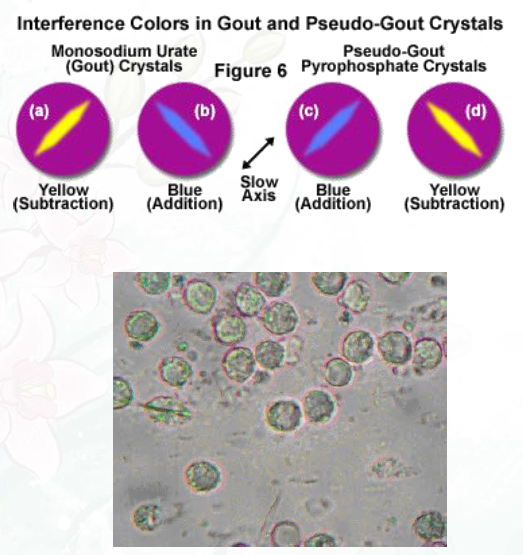 Interference Colors in Gout and Pseudo-Gout Crystals
Monosodium Urate
(Gout) Crystals
Figure 6
Pseudo-Gout
Pyrophosphate Crystals
(a)
(b)
(c)
(d)
Yellow
(Subtraction)
Blue
(Addition)
Slow
Axis
Blue
(Addition)
Yellow
(Subtraction)